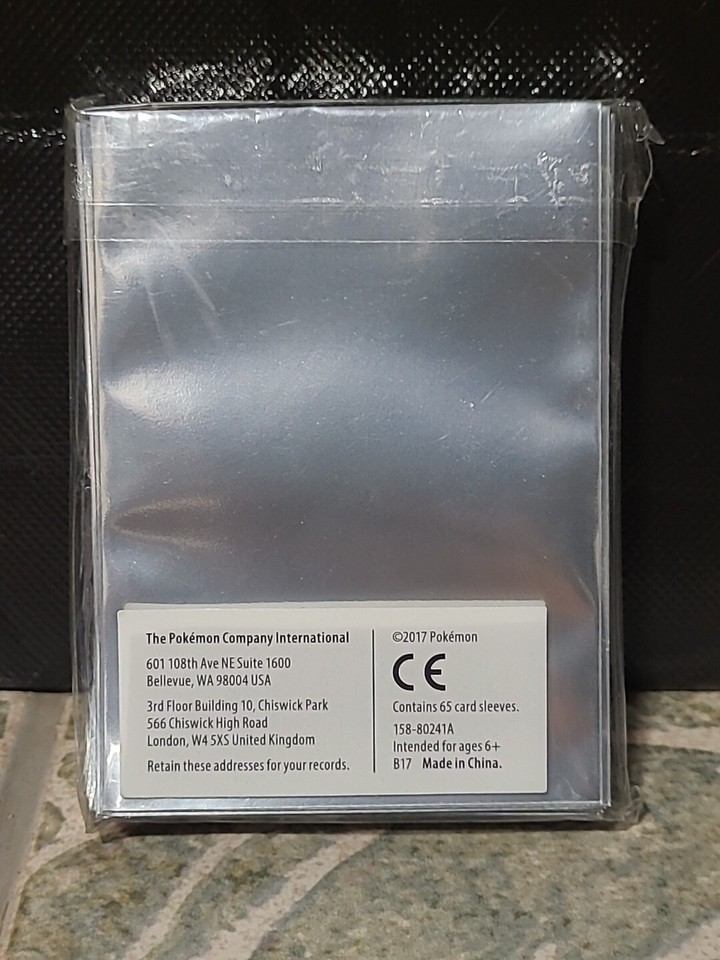 The Pokémon Company International
601 108th Ave NE Suite 1600
Bellevue, WA 98004 USA
3rd Floor Building 10, Chiswick Park
566 Chiswick High Road
London, W4 5XS United Kingdom
Retain these addresses for your records.
©2017 Pokémon
CE
Contains 65 card sleeves.
158-80241A
Intended for ages 6+
B17 Made in China.